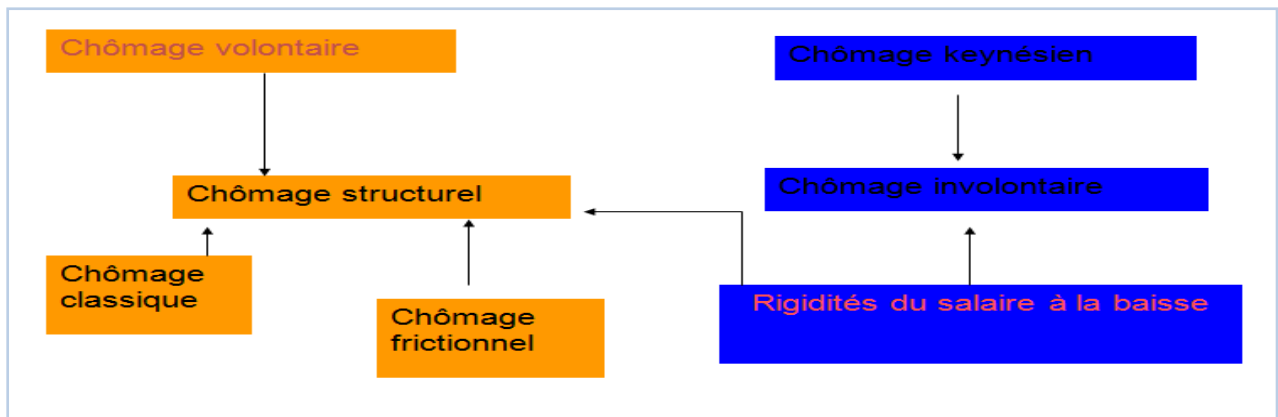 Chômage volontaire
Chômage keynésien
Chômage structurel
Chômage involontaire
Chômage
classique
Chômage
frictionnel
Rigidités du salaire à la baisse